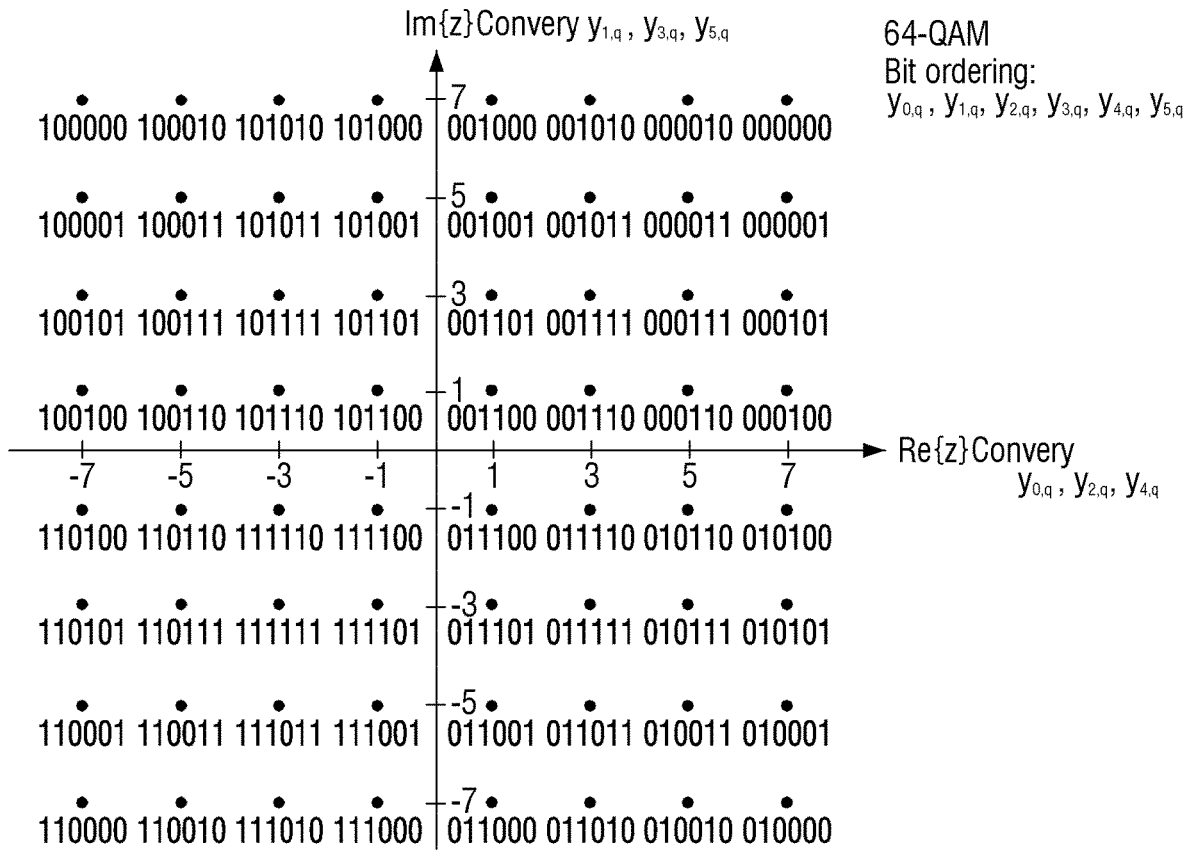 Im{z}Convery y1,q , y3,q, y5,q
64-QAM
Bit ordering:
y0,q , y1,q, y2,q, y3,q, y4,q, y5,q
7
100000 100010 101010 101000 001000 001010 000010 000000
5
100001 100011 101011 101001 001001 001011 000011 000001
3
100101 100111 101111 101101 001101 001111 000111 000101
1
100100 100110 101110 101100 001100 001110 000110 000100
Re{z}Convery
y0,q , y2,q, y4,q
-7 -5 -3 -1 1 3 5 7
-1
110100 110110 111110 111100 011100 011110 010110 010100
-3
110101 110111 111111 111101 011101 011111 010111 010101
-5
110001 110011 111011 111001 011001 011011 010011 010001
-7
110000 110010 111010 111000 011000 011010 010010 010000